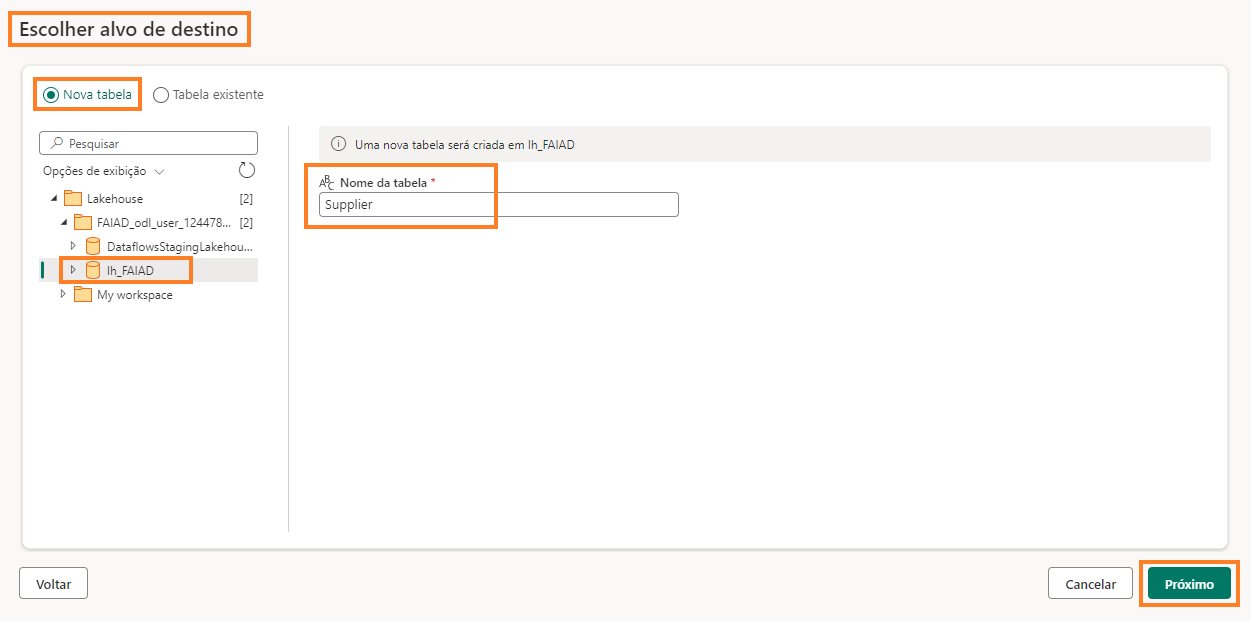 Escolher alvo de destino
Nova tabela
Tabela existente
Pesquisar
Opções de exibição
Lakehouse [2]
FAIAD_odl_user_124478... [2]
DataflowsStagingLakehou...
lh_FAIAD
My workspace
Uma nova tabela será criada em lh_FAIAD
ABC Nome da tabela *
Supplier
Voltar
Cancelar
Próximo